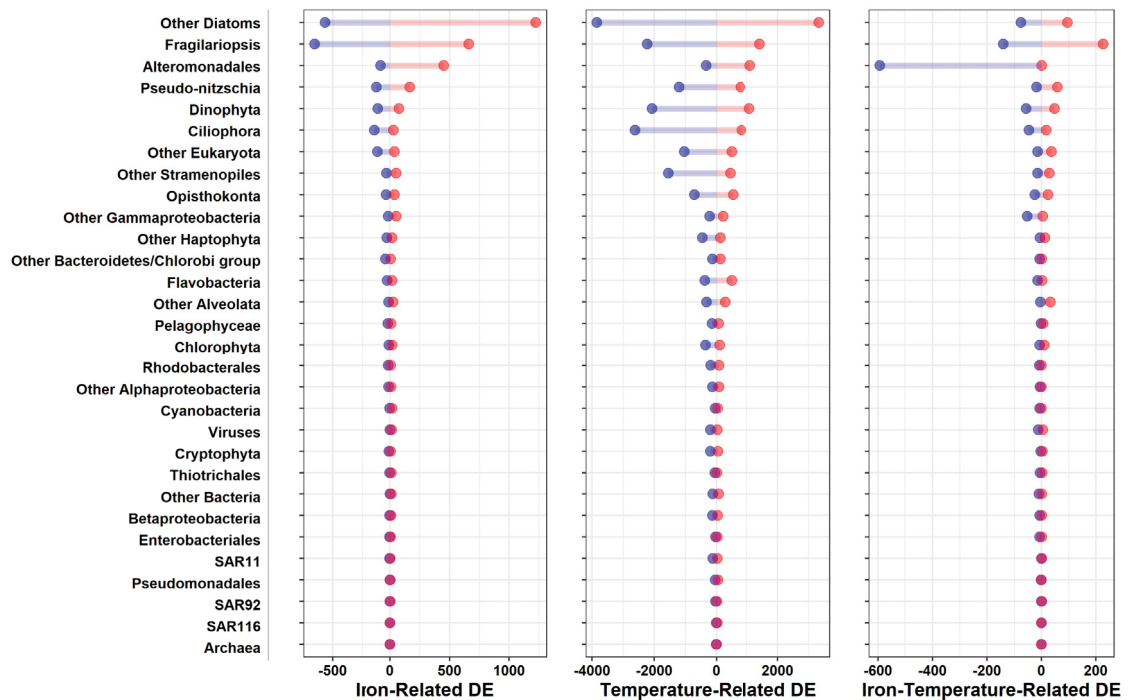 Other Diatoms
Fragilariopsis
Alteromonadales
Pseudo-nitzschia
Dinophyta
Ciliophora
Other Eukaryota
Other Stramenopiles
Opisthokonta
Other Gammaproteobacteria
Other Haptophyta
Other Bacteroidetes/Chlorobi group
Flavobacteria
Other Alveolata
Pelagophyceae
Chlorophyta
Rhodobacterales
Other Alphaproteobacteria
Cyanobacteria
Viruses
Cryptophyta
Thiotrichales
Other Bacteria
Betaproteobacteria
Enterobacteriales
SAR11
Pseudomonadales
SAR92
SAR116
Archaea
-500 0 500 1000
Iron-Related DE
-4000 -2000 0 2000
Temperature-Related DE
-600 -400 -200 0 200
Iron-Temperature-Related DE